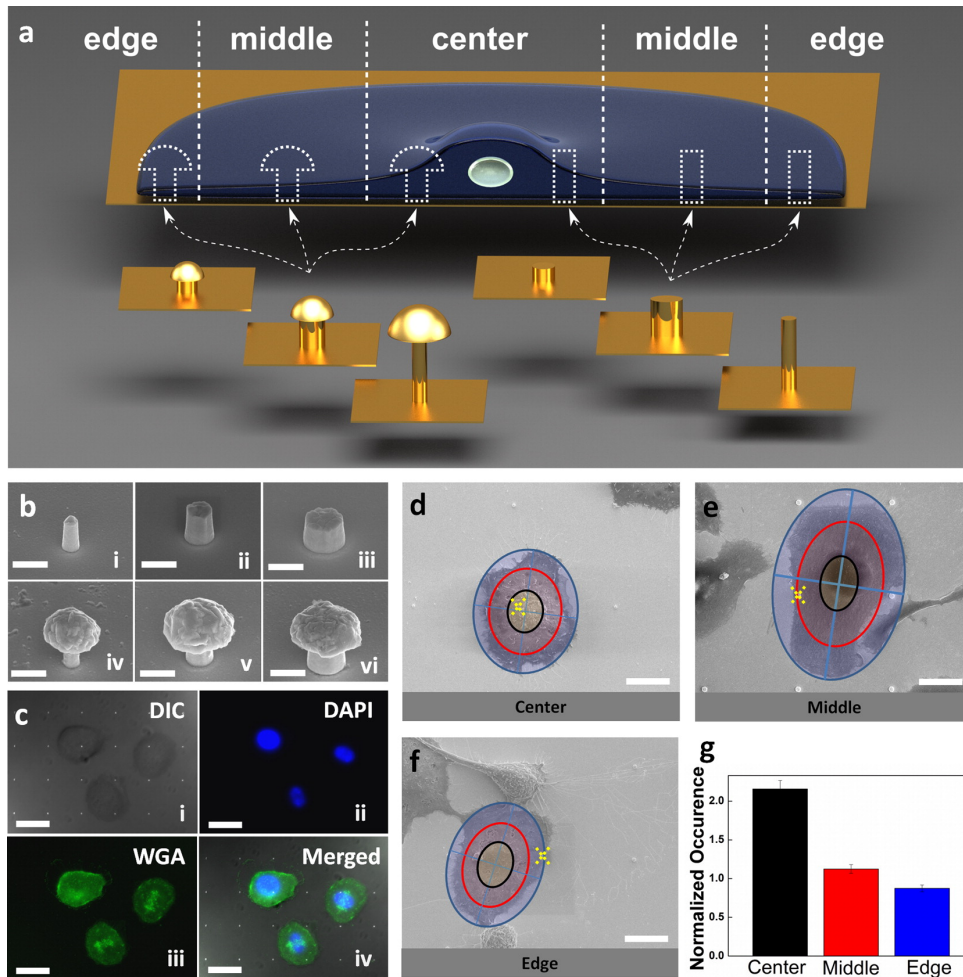 a
edge middle center middle edge
b
i ii iii
iv v vi
c
DIC DAPI
i ii
WGA Merged
iii iv
d
Center
e
Middle
f
Edge
g
Normalized Occurence
2.0
1.5
1.0
0.5
0.0
Center Middle Edge